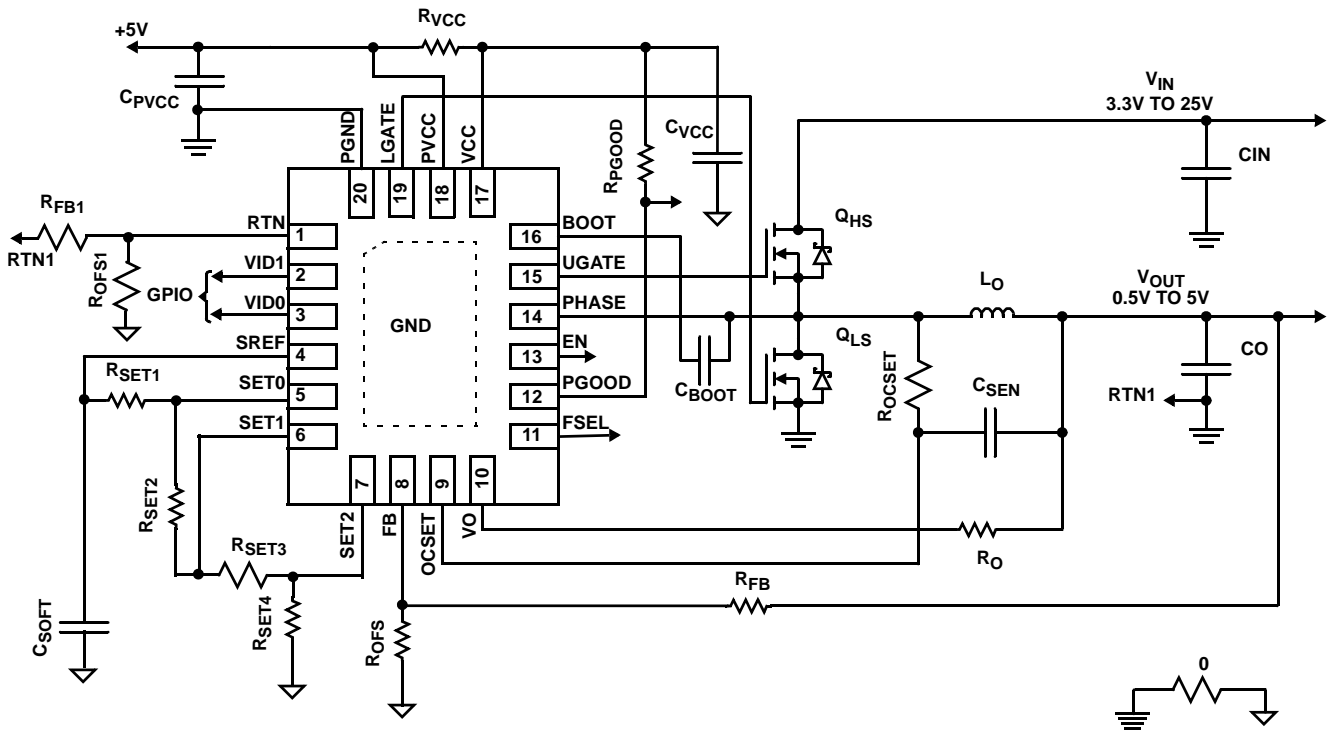 +5V
RVCC
CPVCC
PGND
LGATE
PVCC
VCC
20
19
18
17
RPGOOD
CVCC
VIN
3.3V TO 25V
CIN
RFB1
RTN1
ROFS1
GPIO
RTN
1
VID1
2
VID0
3
SREF
4
SET0
5
SET1
6
GND
16
BOOT
15
UGATE
14
PHASE
13
EN
12
PGOOD
11
FSEL
QHS
QLS
CBOOT
LO
VOUT
0.5V TO 5V
CO
RTN1
ROCSET
CSEN
RSET1
RSET2
RSET3
RSET4
CSOFT
7
8
9
10
SET2
FB
OCSET
VO
RO
RFB
ROFS
0